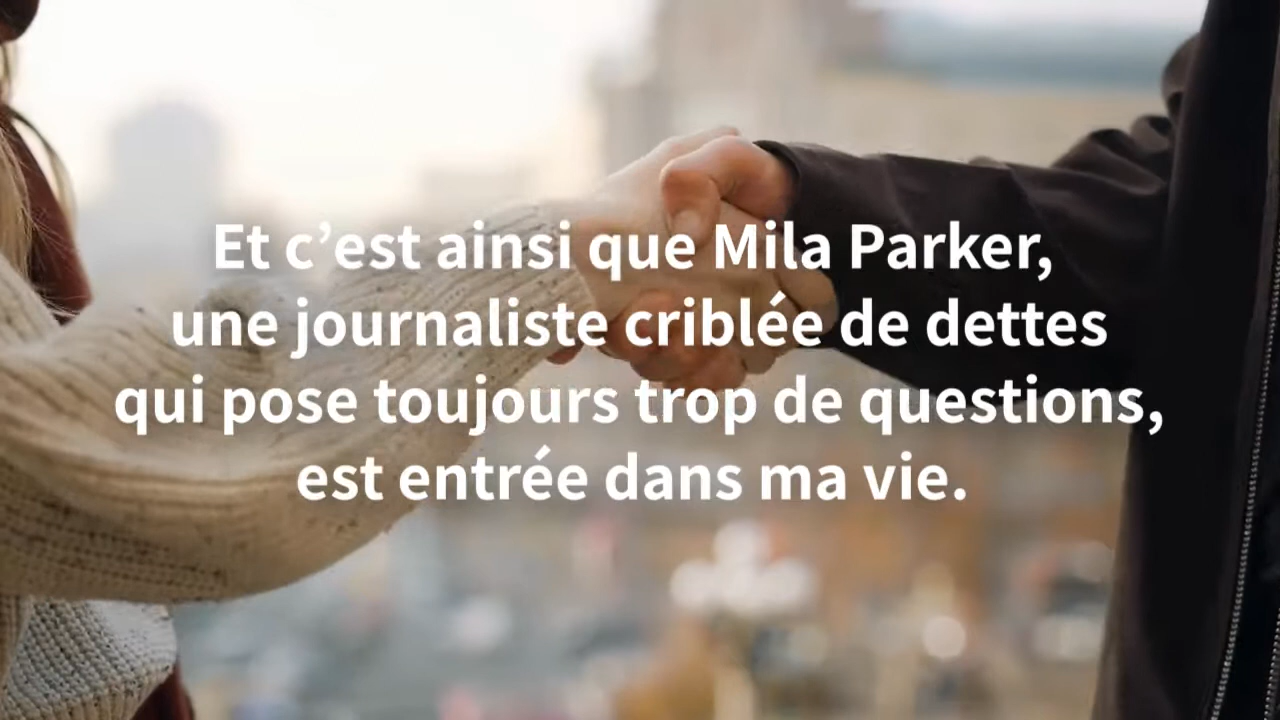 Et c’est ainsi que Mila Parker,
une journaliste criblée de dettes
qui pose toujours trop de questions,
est entrée dans ma vie.